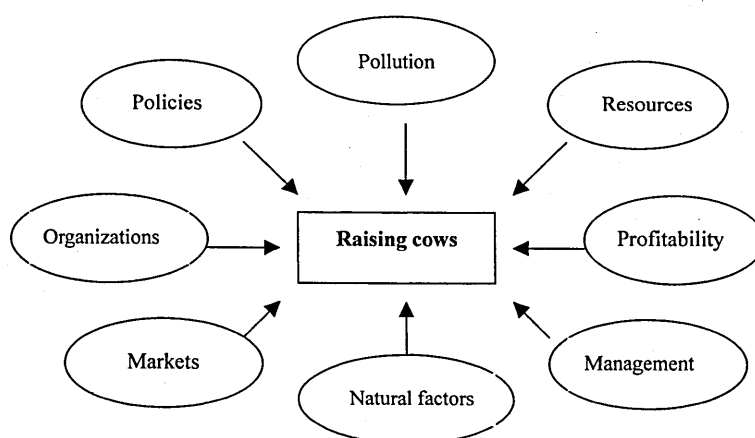 Pollution
Policies
Resources
Organizations
Raising cows
Profitability
Markets
Management
Natural factors